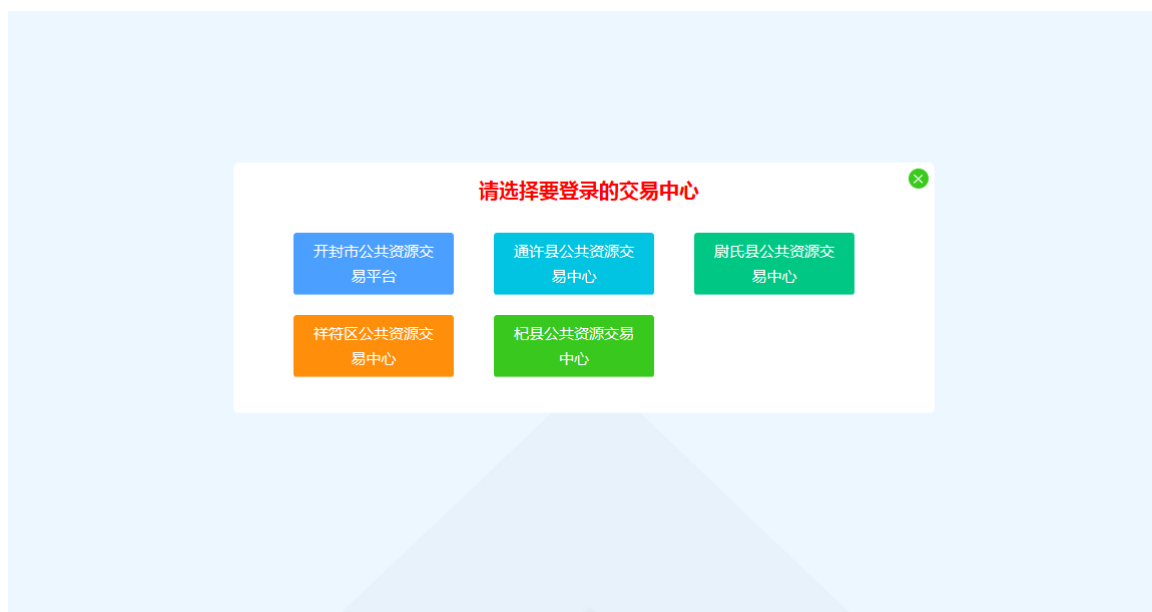 请选择要登录的交易中心
开封市公共资源交
易平台
通许县公共资源交
易中心
尉氏县公共资源交
易中心
祥符区公共资源交
易中心
杞县公共资源交易
中心